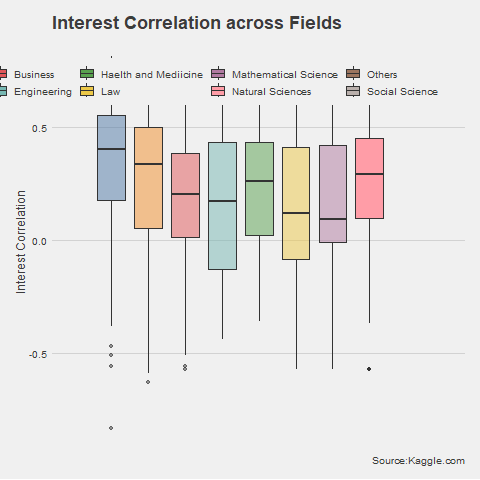 Interest Correlation across Fields
Business Haelth and Mediicine Mathematical Science Others
Engineering Law Natural Sciences Social Science
0.5
0.0
-0.5
Interest Correlation
Source:Kaggle.com